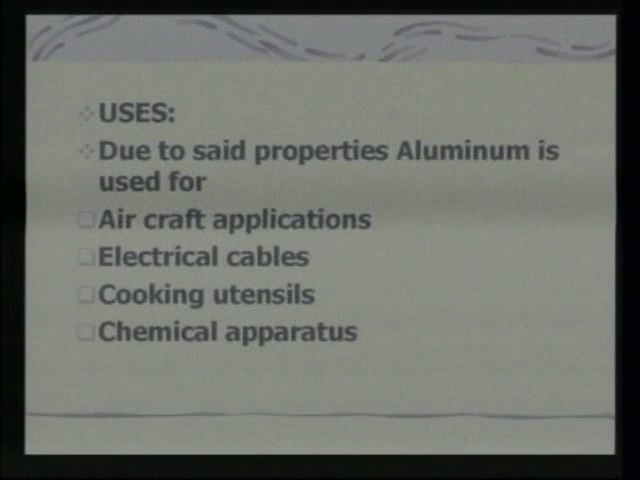 USES:
Due to said properties Aluminum is
used for
Air craft applications
Electrical cables
Cooking utensils
Chemical apparatus